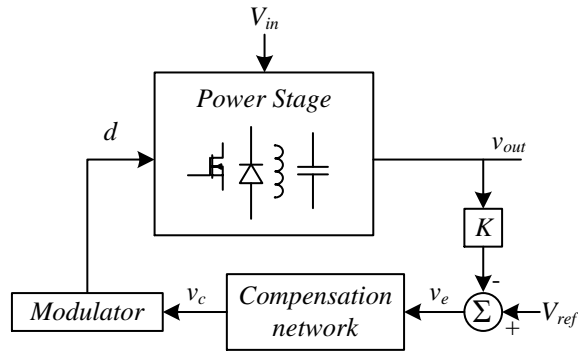 V_in
Power Stage
d
v_out
K
-
Modulator
v_c
Compensation
network
v_e
Σ
+
V_ref